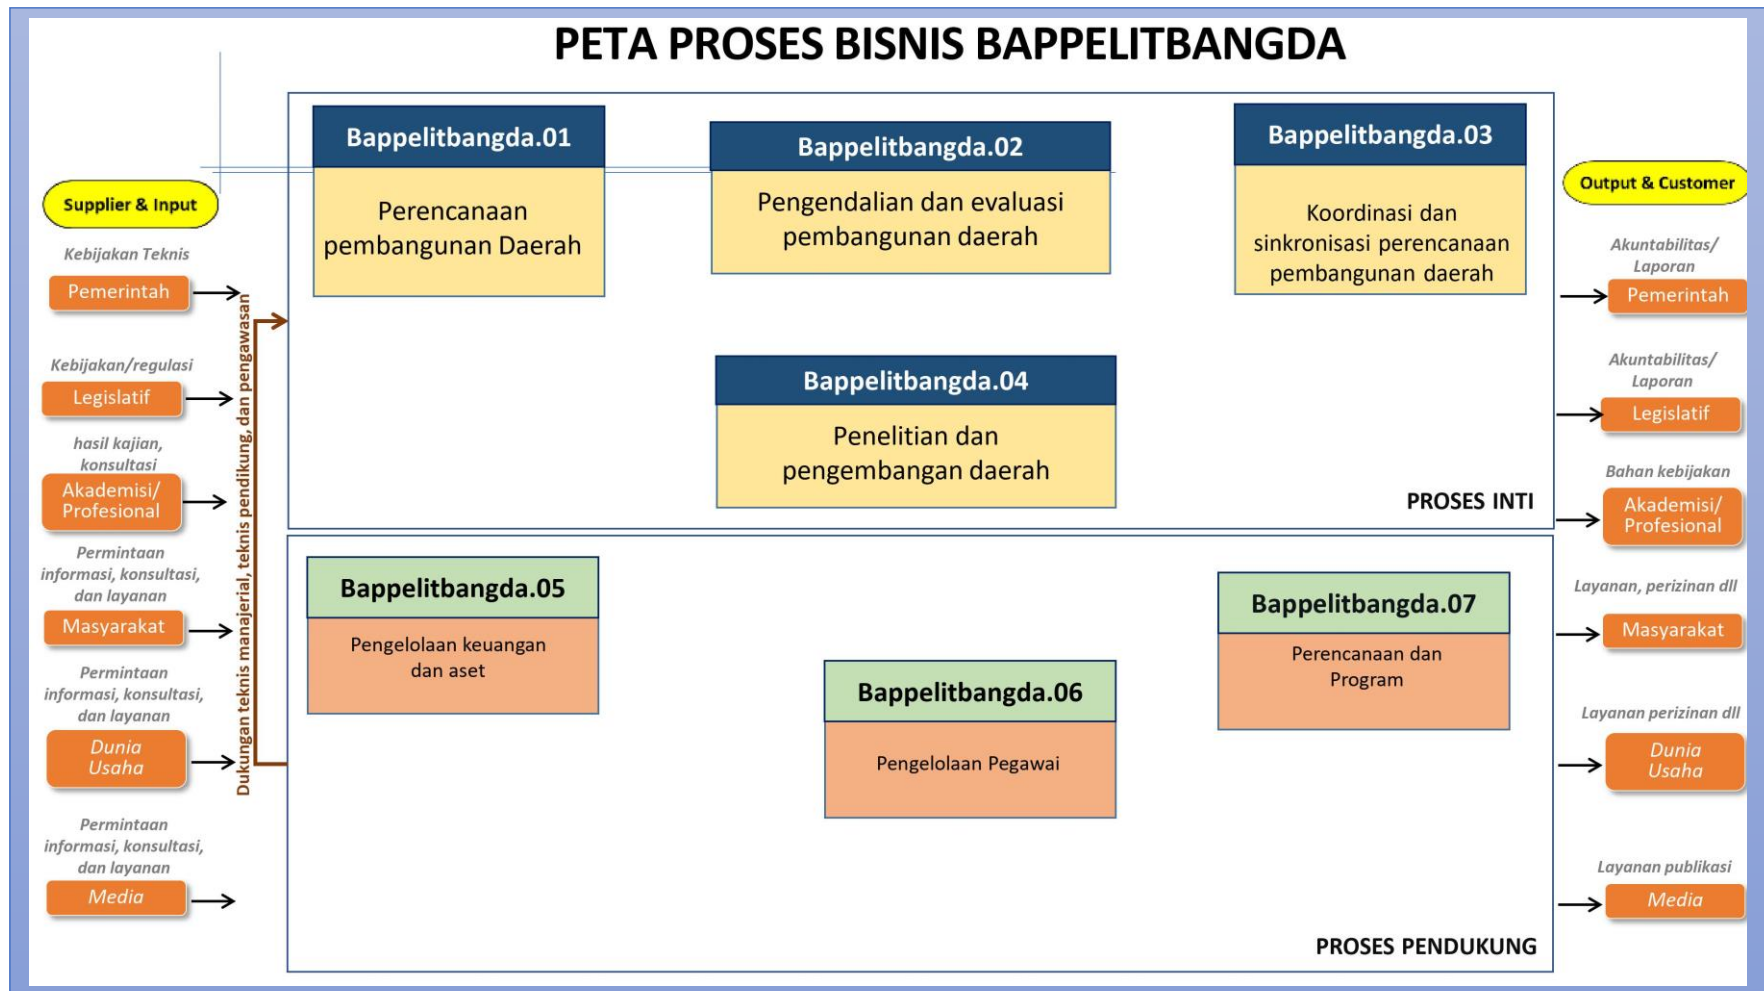 PETA PROSES BISNIS BAPPELITBANGDA
Supplier & Input
Kebijakan Teknis
Pemerintah
Kebijakan/regulasi
Legislatif
hasil kajian,
konsultasi
Akademisi/
Profesional
Permintaan
informasi, konsultasi,
dan layanan
Masyarakat
Permintaan
informasi, konsultasi,
dan layanan
Dunia
Usaha
Permintaan
informasi, konsultasi,
dan layanan
Media
Dukungan teknis manajerial, teknis pendikung, dan pengawasan
Bappelitbangda.01
Perencanaan
pembangunan Daerah
Bappelitbangda.02
Pengendalian dan evaluasi
pembangunan daerah
Bappelitbangda.03
Koordinasi dan
sinkronisasi perencanaan
pembangunan daerah
Bappelitbangda.04
Penelitian dan
pengembangan daerah
PROSES INTI
Bappelitbangda.05
Pengelolaan keuangan
dan aset
Bappelitbangda.06
Pengelolaan Pegawai
Bappelitbangda.07
Perencanaan dan
Program
PROSES PENDUKUNG
Output & Customer
Akuntabilitas/
Laporan
Pemerintah
Akuntabilitas/
Laporan
Legislatif
Bahan kebijakan
Akademisi/
Profesional
Layanan, perizinan dll
Masyarakat
Layanan perizinan dll
Dunia
Usaha
Layanan publikasi
Media